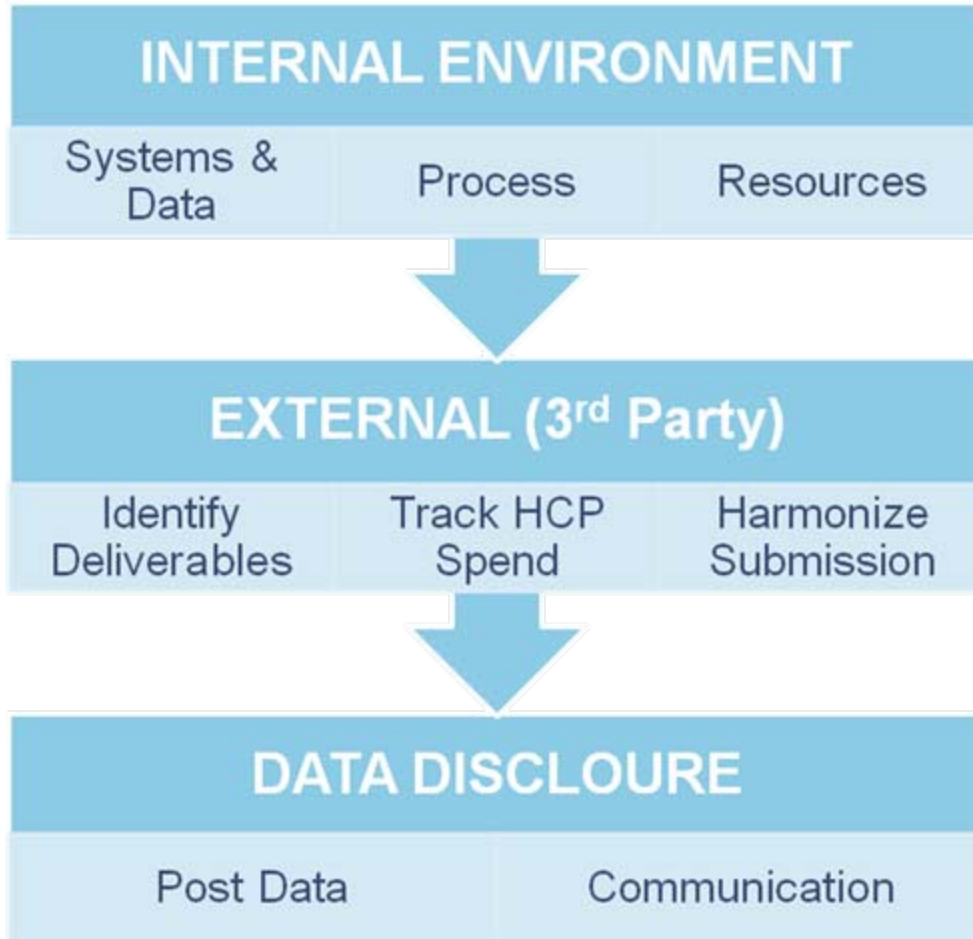 INTERNAL ENVIRONMENT
Systems &
Data
Process
Resources
EXTERNAL (3rd Party)
Identify
Deliverables
Track HCP
Spend
Harmonize
Submission
DATA DISCLOURE
Post Data
Communication